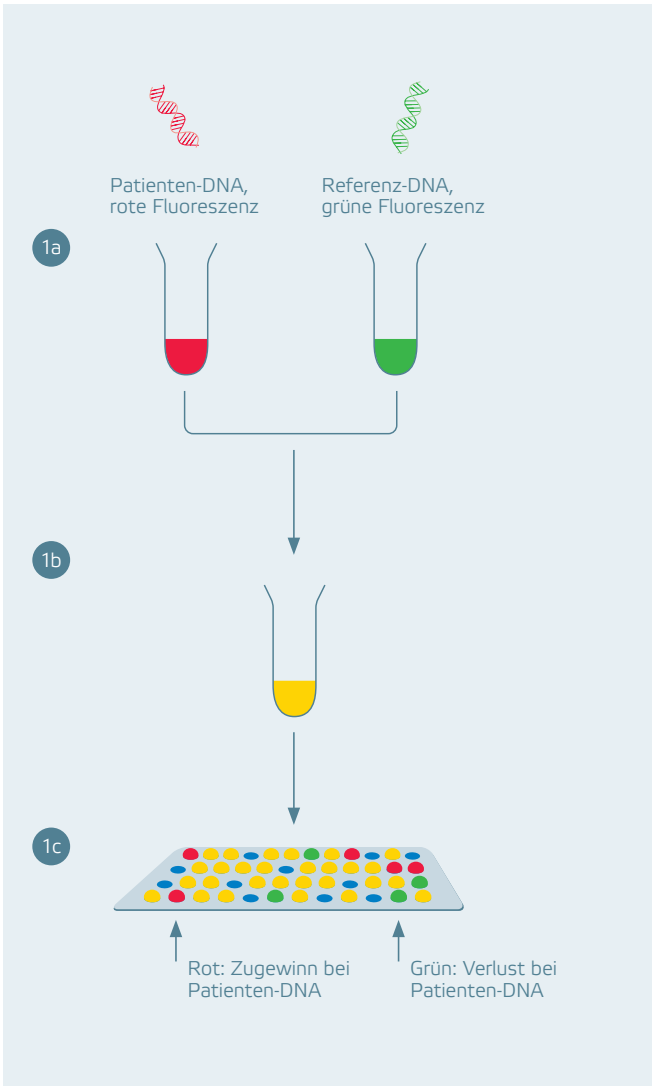 Patienten-DNA,
rote Fluoreszenz
Referenz-DNA,
grüne Fluoreszenz
1a
1b
1c
Rot: Zugewinn bei
Patienten-DNA
Grün: Verlust bei
Patienten-DNA